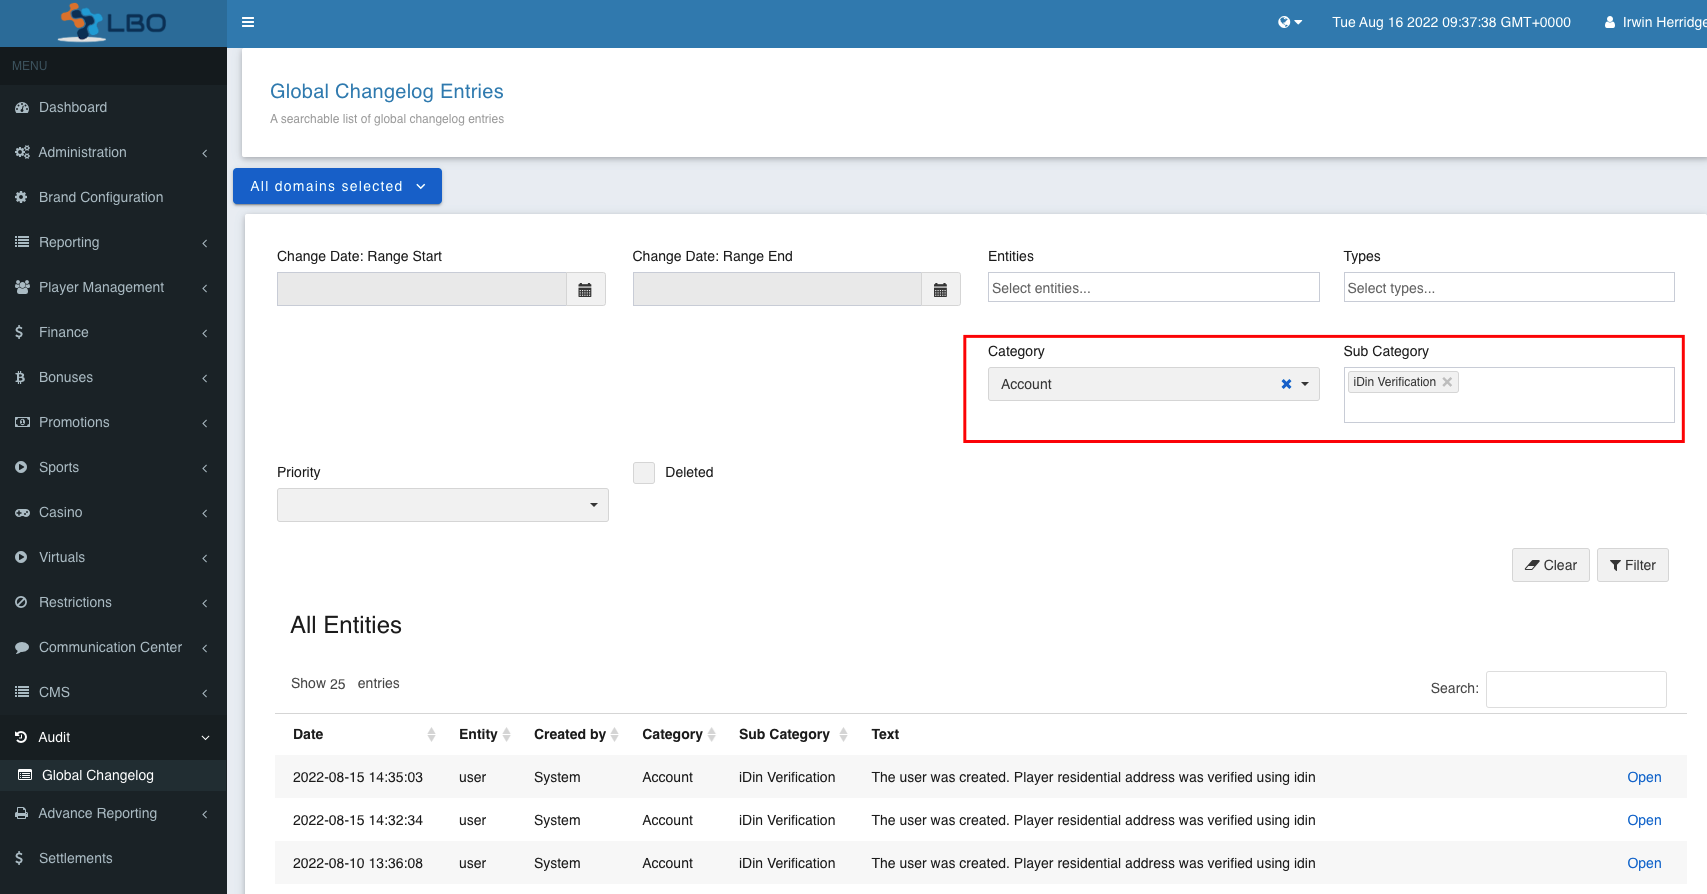 LBO
Tue Aug 16 2022 09:37:38 GMT+0000
Irwin Herridge
MENU
Dashboard
Administration
Brand Configuration
Reporting
Player Management
Finance
Bonuses
Promotions
Sports
Casino
Virtuals
Restrictions
Communication Center
CMS
Audit
Global Changelog
Advance Reporting
Settlements
Global Changelog Entries
A searchable list of global changelog entries
All domains selected
Change Date: Range Start
Change Date: Range End
Entities
Select entities...
Types
Select types...
Category
Account
Sub Category
iDin Verification
Priority
Deleted
Clear
Filter
All Entities
Show 25 entries
Search:
Date Entity Created by Category Sub Category Text
2022-08-15 14:35:03 user System Account iDin Verification The user was created. Player residential address was verified using idin Open
2022-08-15 14:32:34 user System Account iDin Verification The user was created. Player residential address was verified using idin Open
2022-08-10 13:36:08 user System Account iDin Verification The user was created. Player residential address was verified using idin Open